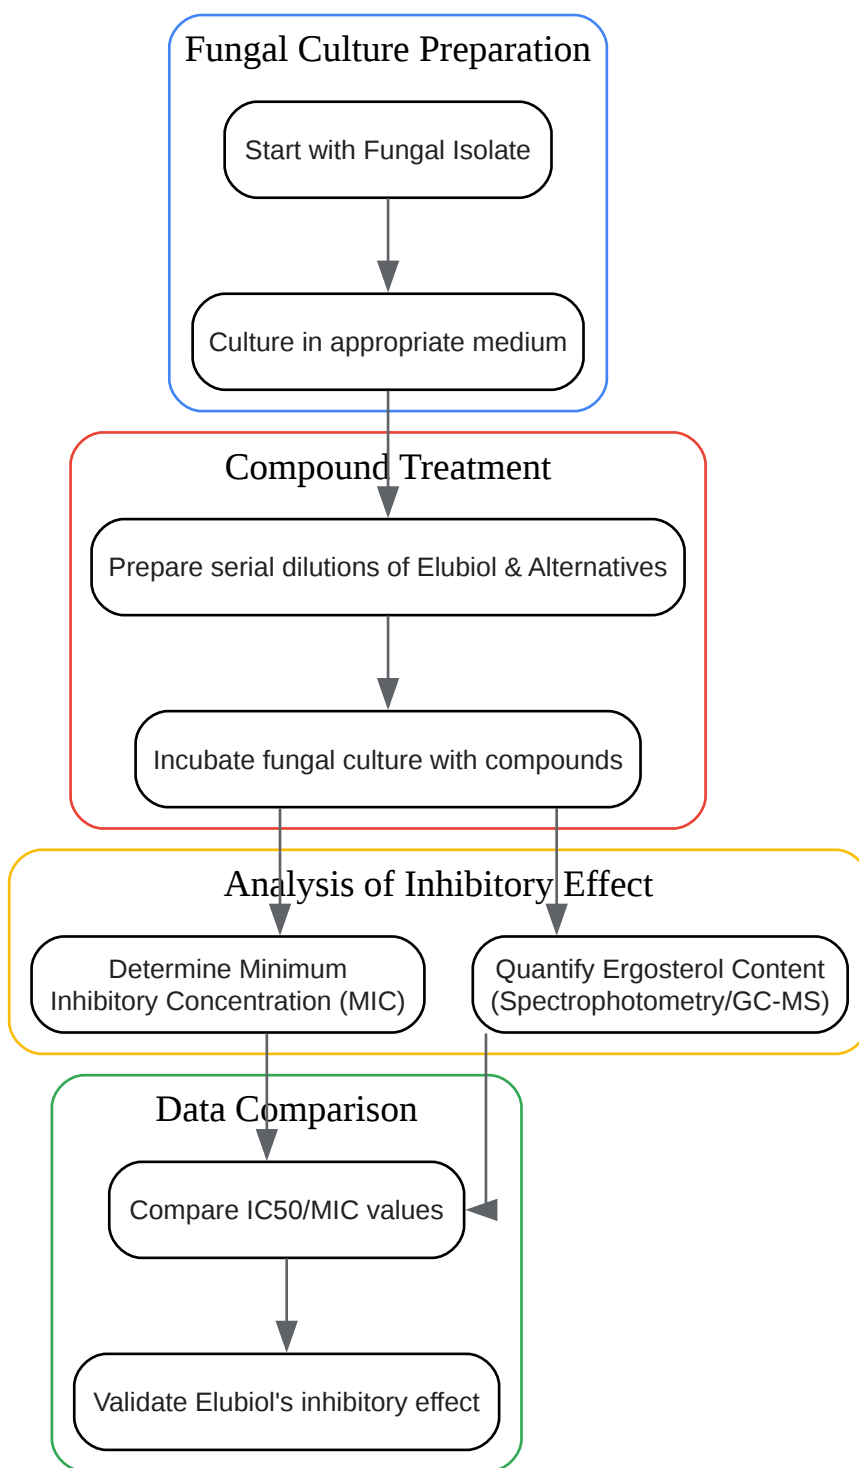 Fungal Culture Preparation
Start with Fungal Isolate
Culture in appropriate medium
Compound Treatment
Prepare serial dilutions of Elubiol & Alternatives
Incubate fungal culture with compounds
Analysis of Inhibitory Effect
Determine Minimum
Inhibitory Concentration (MIC)
Quantify Ergosterol Content
(Spectrophotometry/GC-MS)
Data Comparison
Compare IC50/MIC values
Validate Elubiol's inhibitory effect